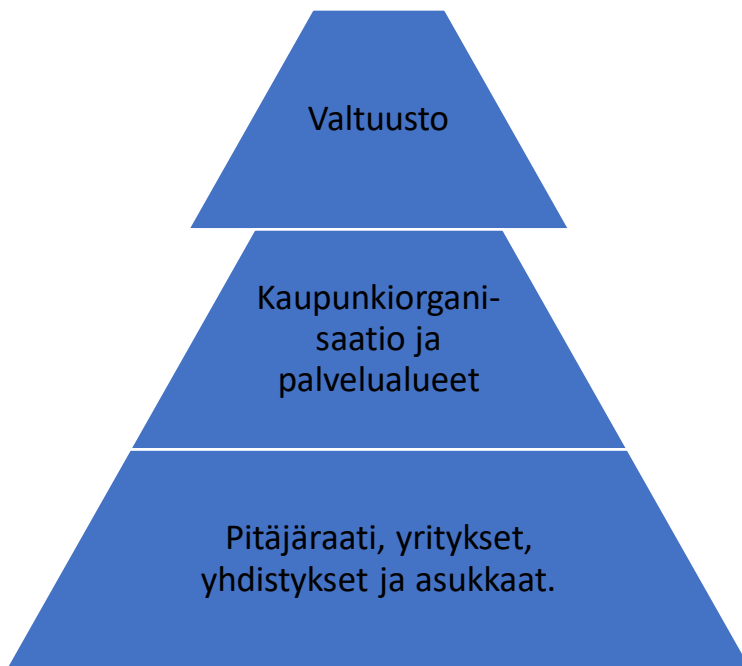 Valtuusto
Kaupunkiorgani-
saatio ja
palvelualueet
Pitäjäraati, yritykset,
yhdistykset ja asukkaat.